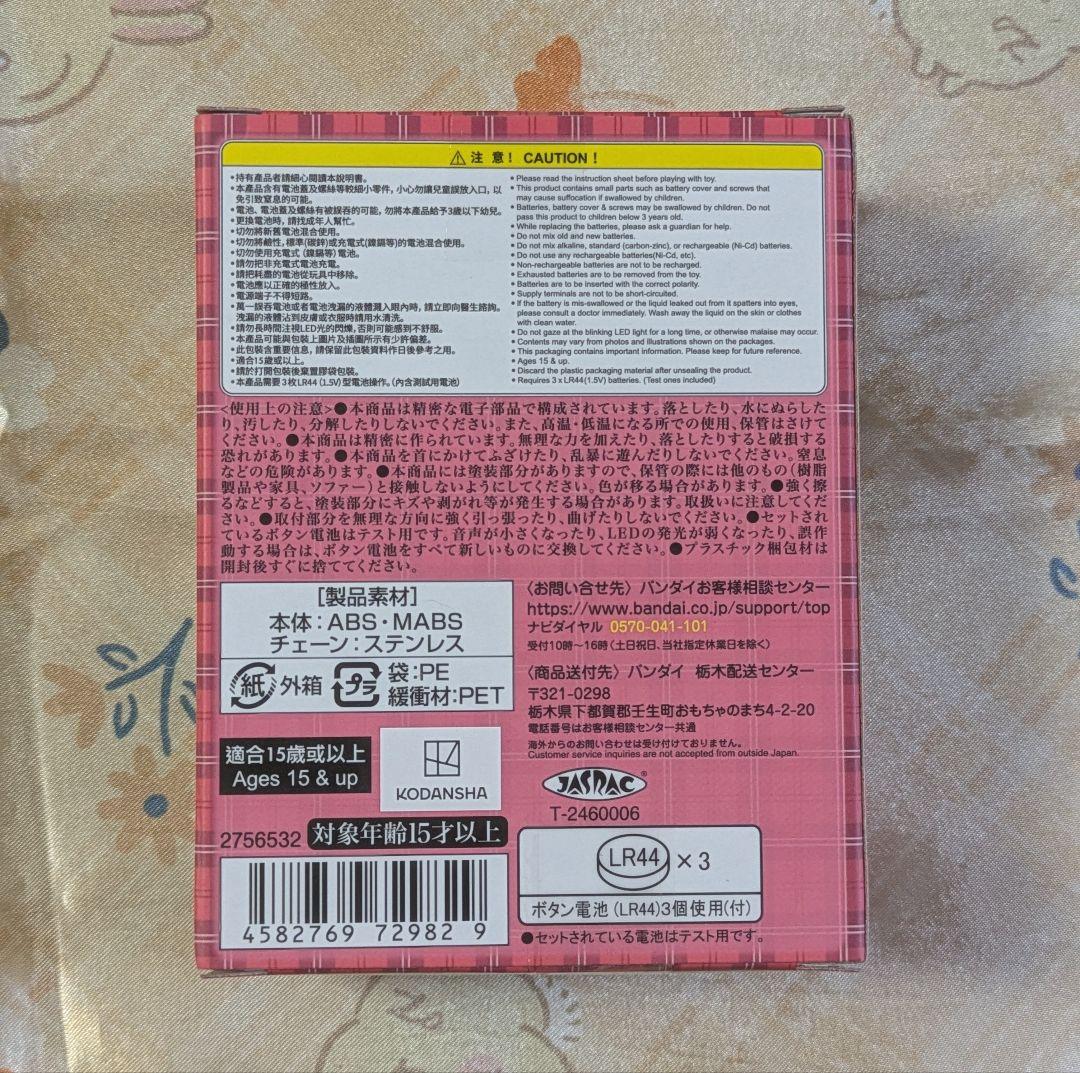 ⚠ 注 意! CAUTION !
•持有產品者請細心閱讀本說明書。
•本產品含有電池蓋及螺絲等較細小零件，小心勿讓兒童誤放入口，以
免引致窒息的可能。
•電池、電池蓋及螺絲有被誤吞的可能，勿將本產品給予3歲以下幼兒。
•更換電池時，請找成年人幫忙。
•切勿將新舊電池混合使用。
•切勿將鹼性，標準(碳鋅)或充電式(鎳鎘等)的電池混合使用。
•切勿使用充電式 (鎳鎘等) 電池。
•請勿把非充電式電池充電。
•請把耗盡的電池從玩具中移除。
•電池應以正確的極性放入。
•電源端子不得短路。
•萬一誤吞電池或者電池洩漏的液體濺入眼內時，請立即向醫生諮詢。
洩漏的液體沾到皮膚或衣服時請用水清洗。
•請勿長時間注視LED光的閃爍，否則可能感到不舒服。
•本產品可能與包裝上圖片及插圖所示有少許偏差。
•此包裝含重要信息，請保留此包裝資料作日後參考之用。
•適合15歲或以上。
•請於打開包裝後棄置膠袋包裝。
•本產品需要3枚LR44 (1.5V) 型電池操作。(內含測試用電池)
• Please read the instruction sheet before playing with toy.
• This product contains small parts such as battery cover and screws that
may cause suffocation if swallowed by children.
• Batteries, battery cover & screws may be swallowed by children. Do not
pass this product to children below 3 years old.
• While replacing the batteries, please ask a guardian for help.
• Do not mix old and new batteries.
• Do not mix alkaline, standard (carbon-zinc), or rechargeable (Ni-Cd) batteries.
• Do not use any rechargeable batteries(Ni-Cd, etc).
• Non-rechargeable batteries are not to be recharged.
• Exhausted batteries are to be removed from the toy.
• Batteries are to be inserted with the correct polarity.
• Supply terminals are not to be short-circuited.
• If the battery is mis-swallowed or the liquid leaked out from it spatters into eyes,
please consult a doctor immediately. Wash away the liquid on the skin or clothes
with clean water.
• Do not gaze at the blinking LED light for a long time, or otherwise malaise may occur.
• Contents may vary from photos and illustrations shown on the packages.
• This packaging contains important information. Please keep for future reference.
• Ages 15 & up.
• Discard the plastic packaging material after unsealing the product.
• Requires 3 x LR44(1.5V) batteries. (Test ones included)
<使用上の注意>●本商品は精密な電子部品で構成されています。落としたり、水にぬらした
り、汚したり、分解したりしないでください。また、高温・低温になる所での使用、保管はさけて
ください。●本商品は精密に作られています。無理な力を加えたり、落としたりすると破損する
恐れがあります。●本商品を首にかけてふざけたり、乱暴に遊んだりしないでください。窒息
などの危険があります。●本商品には塗装部分がありますので、保管の際には他のもの(樹脂
製品や家具、ソファー)と接触しないようにしてください。色が移る場合があります。●強く擦
るなどすると、塗装部分にキズや剥がれ等が発生する場合があります。取扱いに注意してくだ
さい。●取付部分を無理な方向に強く引っ張ったり、曲げたりしないでください。●セットされ
ているボタン電池はテスト用です。音声が小さくなったり、LEDの発光が弱くなったり、誤作
動する場合は、ボタン電池をすべて新しいものに交換してください。●プラスチック梱包材は
開封後すぐに捨ててください。
[製品素材]
本体：ABS・MABS
チェーン：ステンレス
紙 外箱 プラ 袋：PE
緩衝材：PET
〈お問い合せ先〉バンダイお客様相談センター
https://www.bandai.co.jp/support/top
ナビダイヤル 0570-041-101
受付10時～16時(土日祝日、当社指定休業日を除く)
〈商品送付先〉バンダイ 栃木配送センター
〒321-0298
栃木県下都賀郡壬生町おもちゃのまち4-2-20
電話番号はお客様相談センター共通
海外からのお問い合わせは受け付けておりません。
Customer service inquiries are not accepted from outside Japan.
適合15歲或以上
Ages 15 & up
KODANSHA
JASRAC®
T-2460006
2756532 対象年齢15才以上
4582769 72982 9
LR44 ×3
ボタン電池(LR44)3個使用(付)
●セットされている電池はテスト用です。